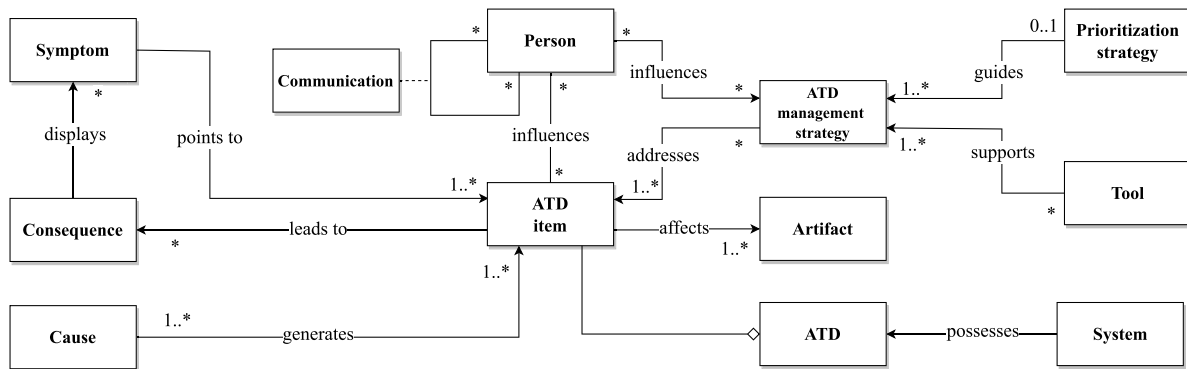 Symptom
*
displays
points to
Consequence
*
leads to
Cause
1..*
generates
1..*
Communication
*
Person
*
*
*
influences
*
influences
*
1..*
ATD
item
ATD
management
strategy
*
addresses
1..*
0..1
Prioritization
strategy
guides
1..*
1..*
supports
*
Tool
affects
1..*
Artifact
ATD
possesses
System